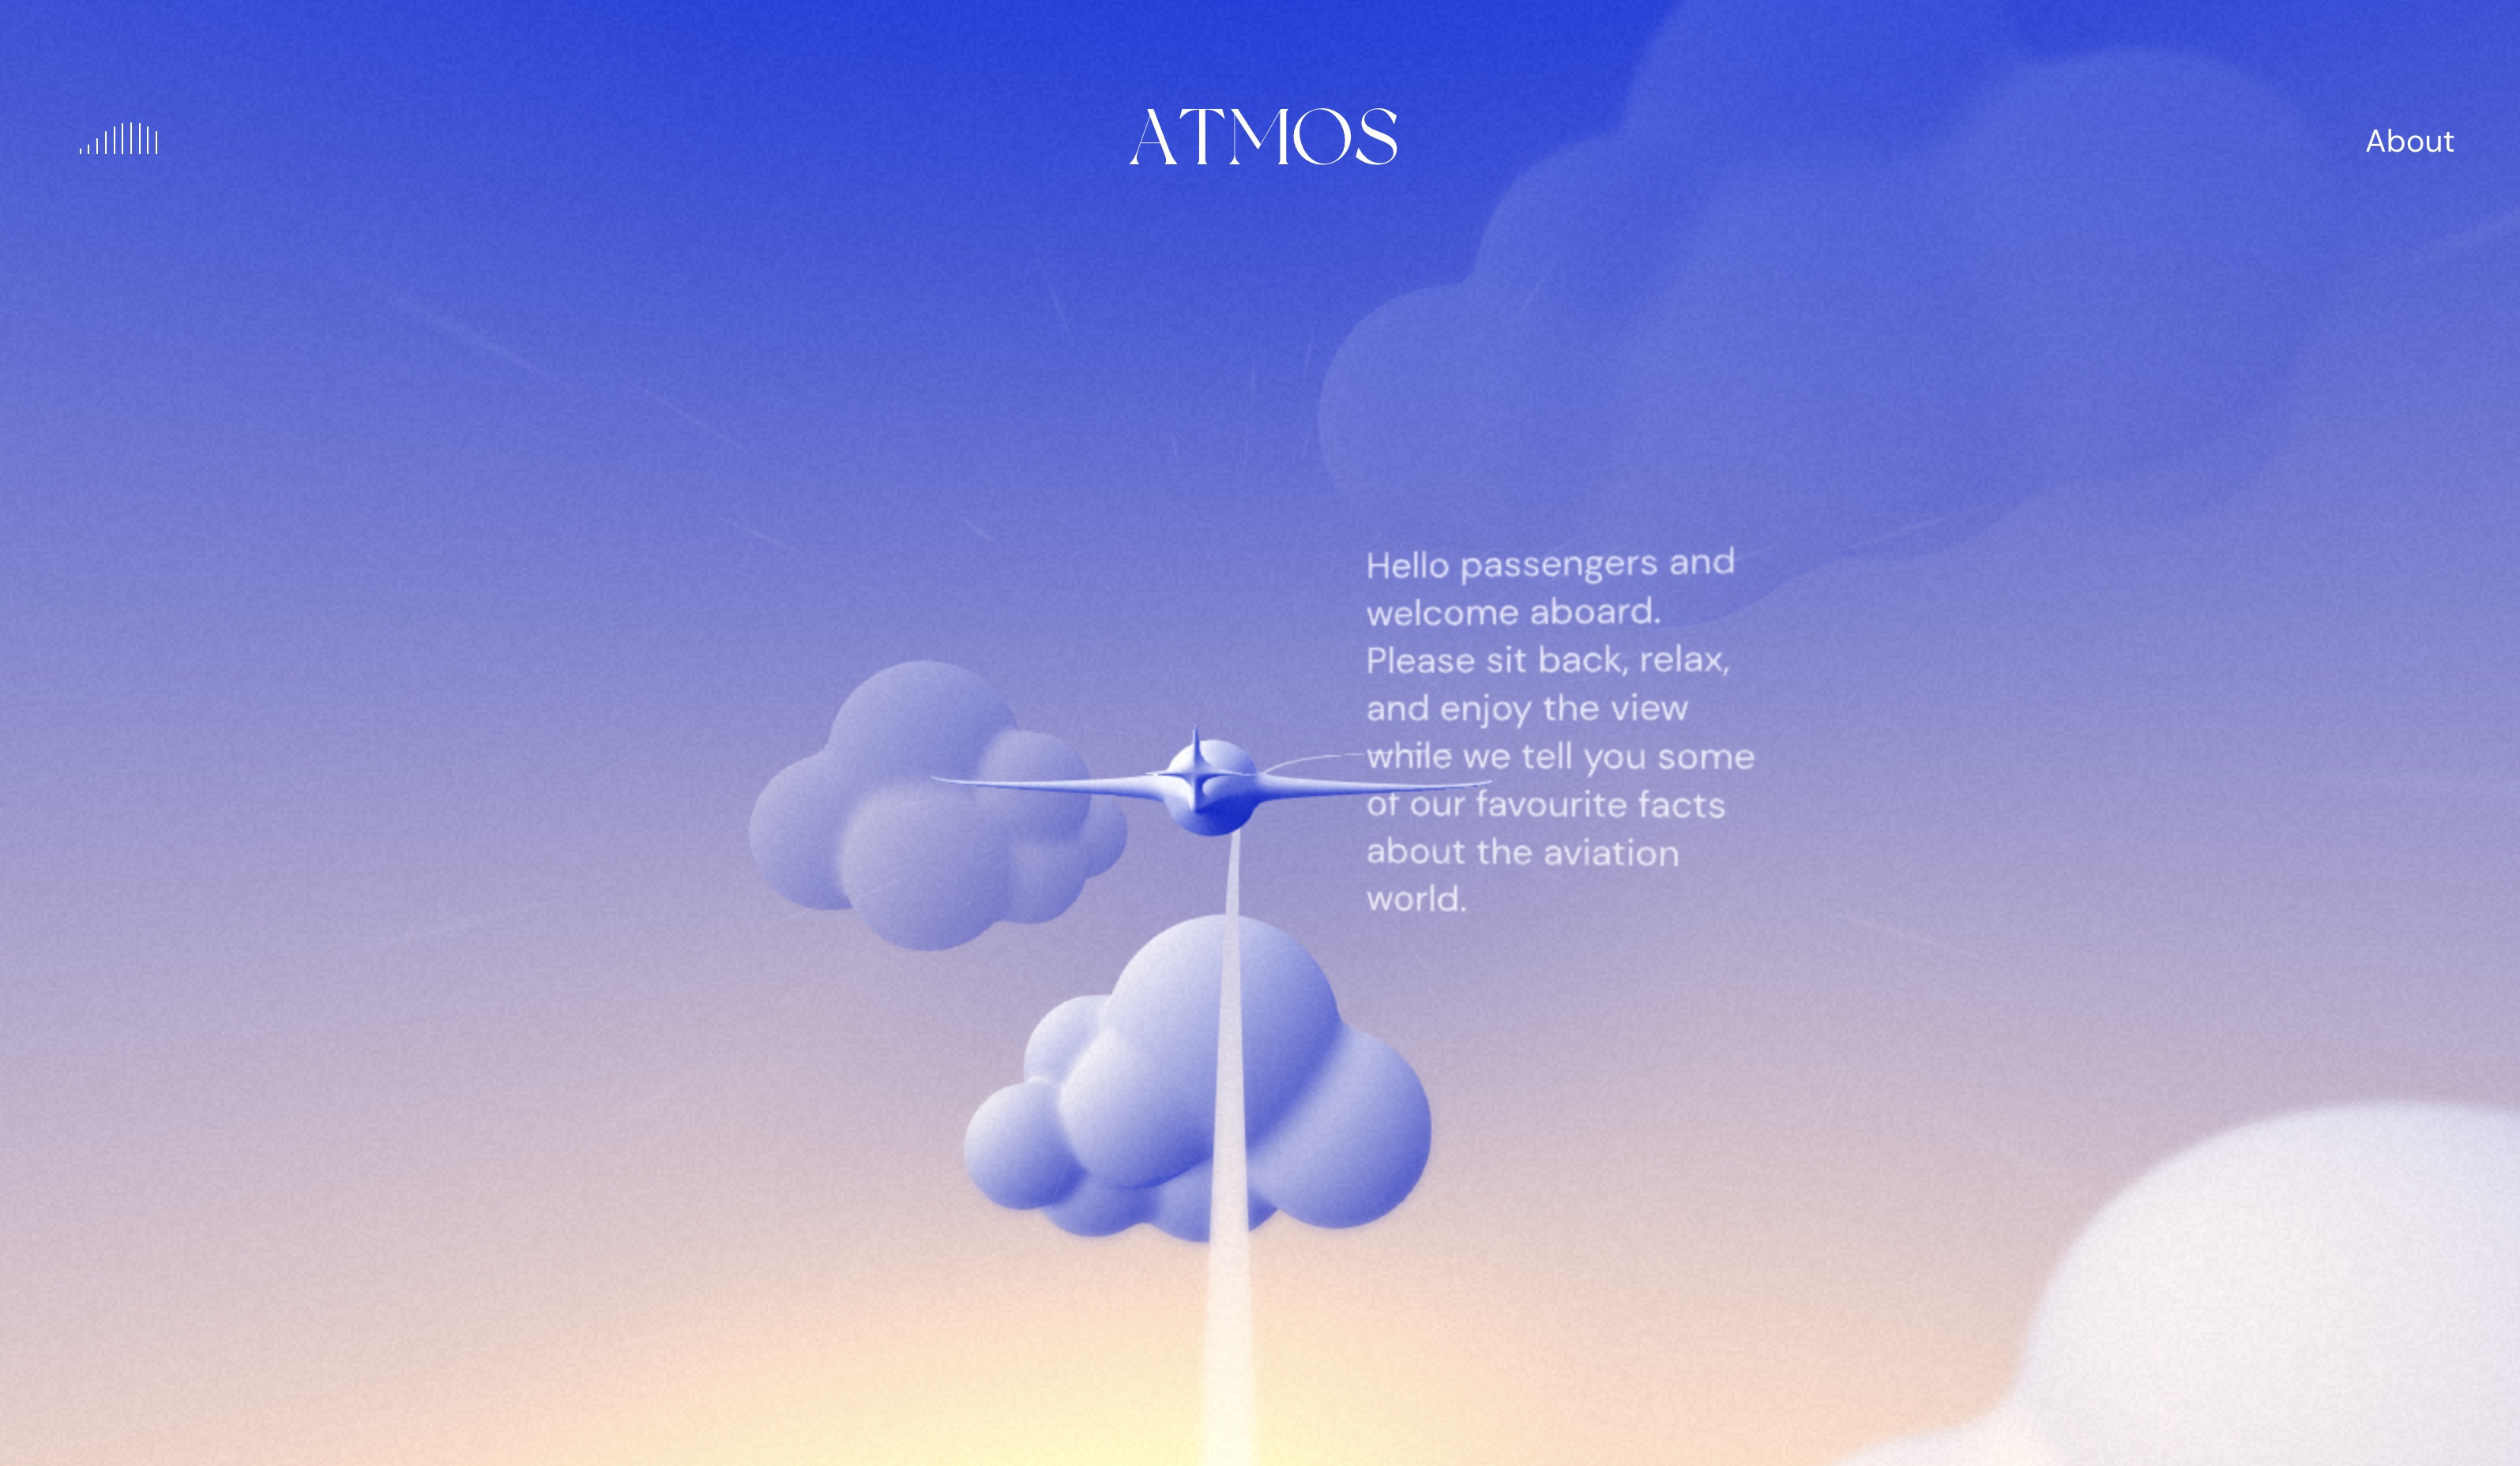 ATMOS
About
Hello passengers and
welcome aboard.
Please sit back, relax,
and enjoy the view
while we tell you some
of our favourite facts
about the aviation
world.